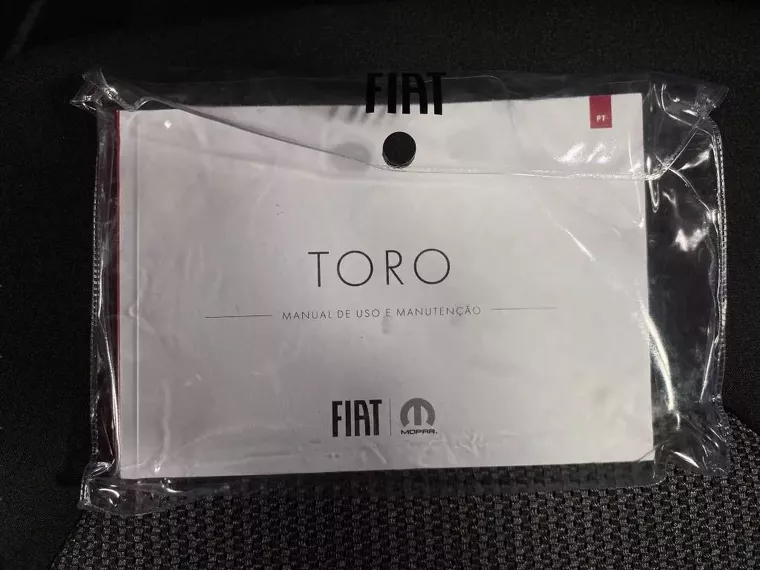 FIAT
PT
TORO
MANUAL DE USO E MANUTENÇÃO
FIAT
MOPAR.